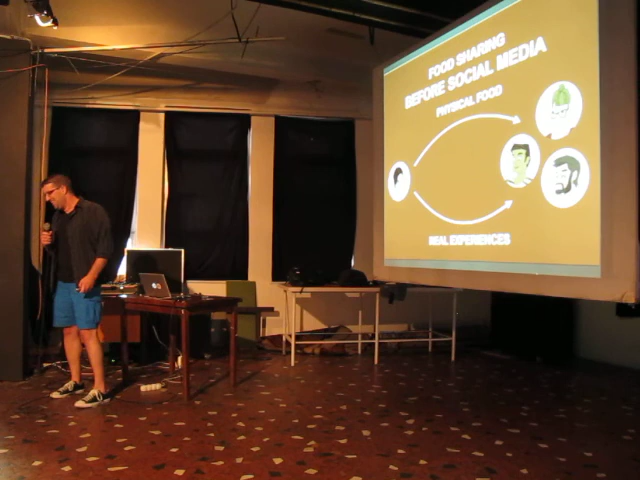 FOOD SHARING
BEFORE SOCIAL MEDIA
PHYSICAL FOOD
REAL EXPERIENCES